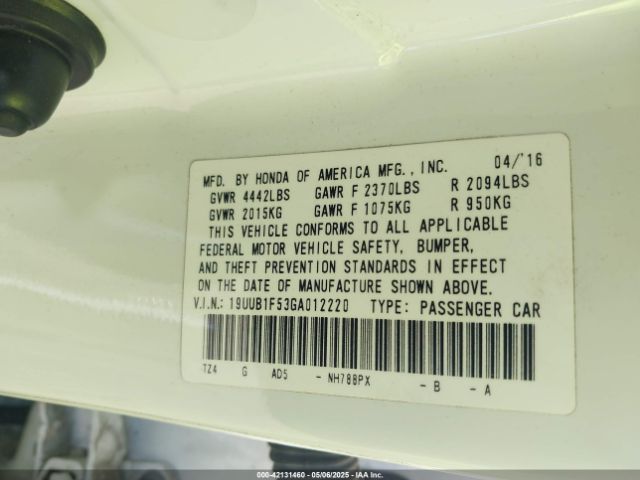 MFD. BY HONDA OF AMERICA MFG., INC. 04/'16
GVWR 4442LBS GAWR F 2370LBS R 2094LBS
GVWR 2015KG GAWR F 1075KG R 950KG
THIS VEHICLE CONFORMS TO ALL APPLICABLE
FEDERAL MOTOR VEHICLE SAFETY, BUMPER,
AND THEFT PREVENTION STANDARDS IN EFFECT
ON THE DATE OF MANUFACTURE SHOWN ABOVE.
V.I.N.: 19UUB1F53GA012220 TYPE: PASSENGER CAR
TZ4 G AD5 - NH788PX - B - A
000-42131460 - 05/06/2025 - IAAI.com